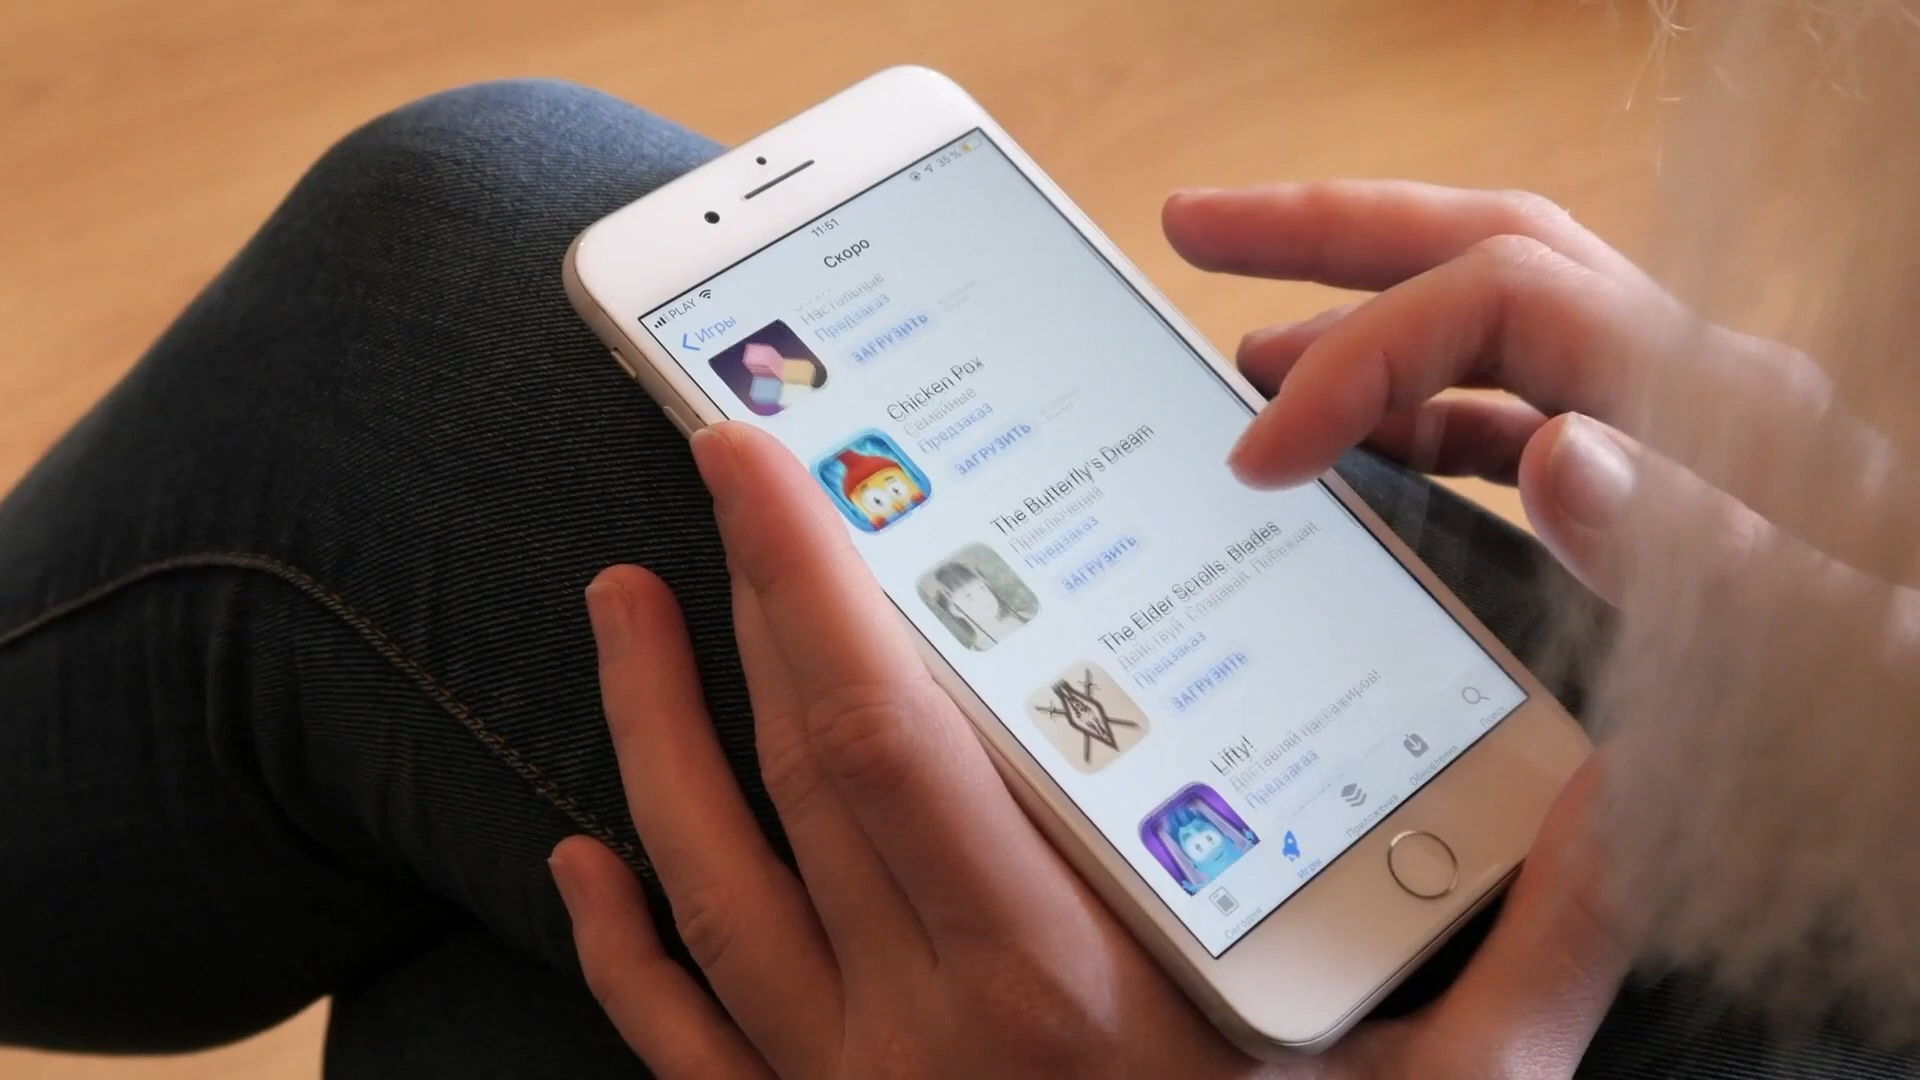 PLAY
11:51
35 %
Игры
Скоро
Настольные
Предзаказ
ЗАГРУЗИТЬ
Chicken Pox
Семейные
Предзаказ
ЗАГРУЗИТЬ
The Butterfly's Dream
Приключения
Предзаказ
ЗАГРУЗИТЬ
The Elder Scrolls: Blades
Действуй. Создавай. Побеждай.
Предзаказ
ЗАГРУЗИТЬ
Lifty!
Доставляй пассажиров!
Предзаказ
Сегодня
Игры
Приложения
Обновления
Поиск